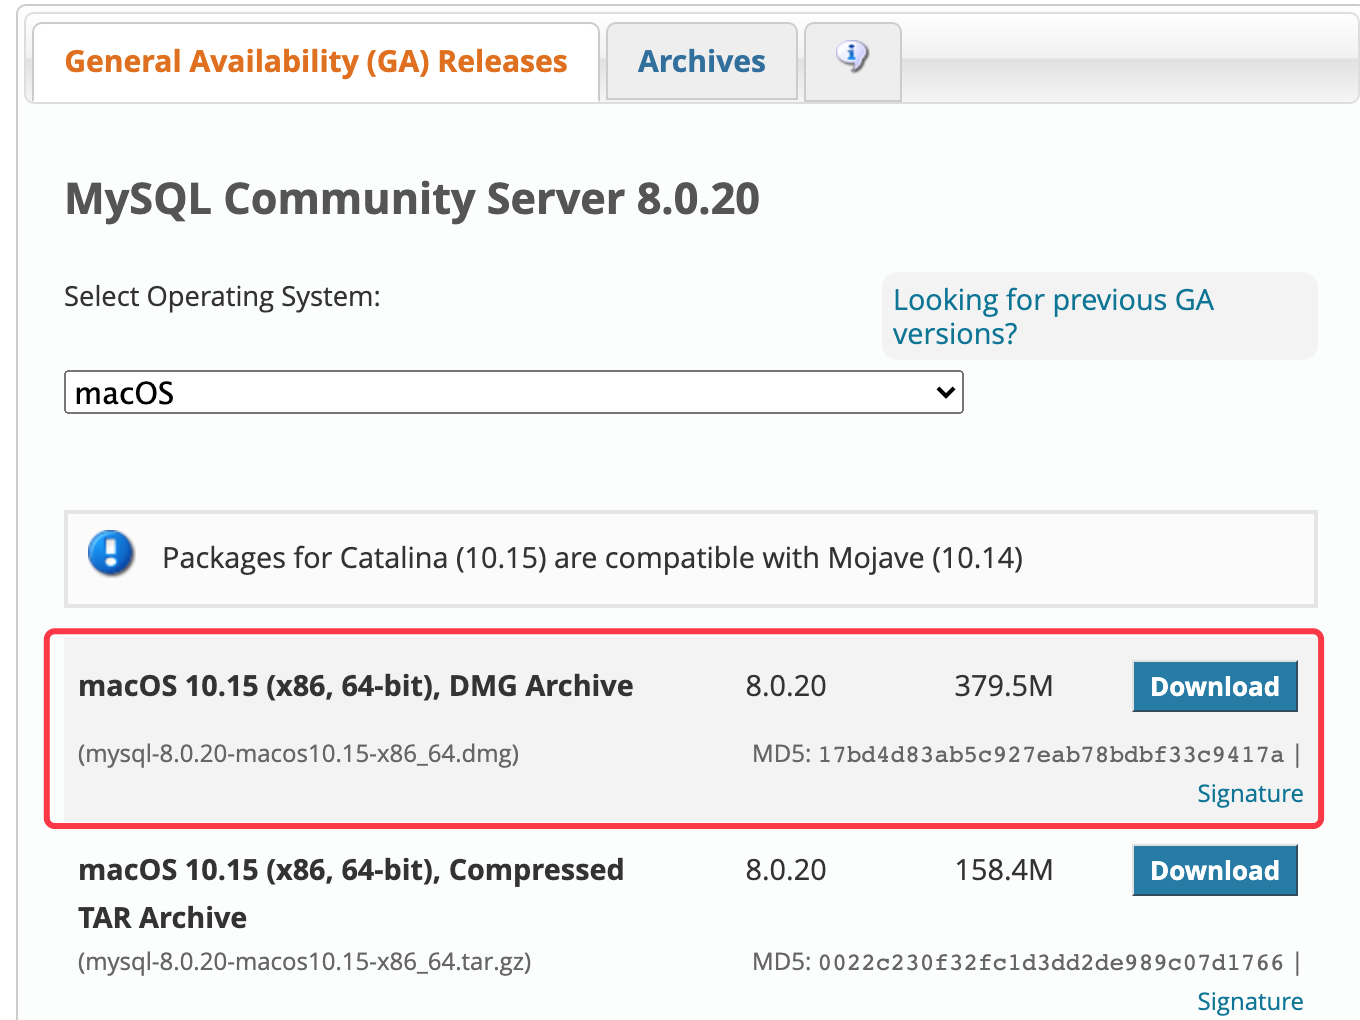 General Availability (GA) Releases
Archives
MySQL Community Server 8.0.20
Select Operating System:
Looking for previous GA
versions?
macOS
Packages for Catalina (10.15) are compatible with Mojave (10.14)
macOS 10.15 (x86, 64-bit), DMG Archive 8.0.20 379.5M Download
(mysql-8.0.20-macos10.15-x86_64.dmg) MD5: 17bd4d83ab5c927eab78bdbf33c9417a |
Signature
macOS 10.15 (x86, 64-bit), Compressed 8.0.20 158.4M Download
TAR Archive
(mysql-8.0.20-macos10.15-x86_64.tar.gz) MD5: 0022c230f32fc1d3dd2de989c07d1766 |
Signature